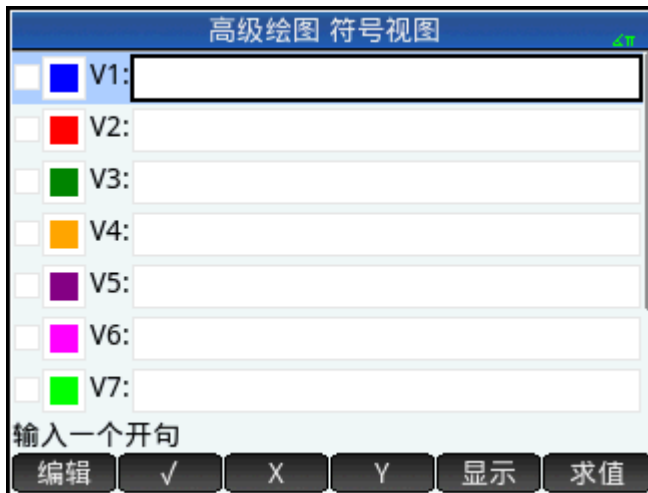 高级绘图 符号视图
∡π
V1:
V2:
V3:
V4:
V5:
V6:
V7:
输入一个开句
编辑 √ X Y 显示 求值